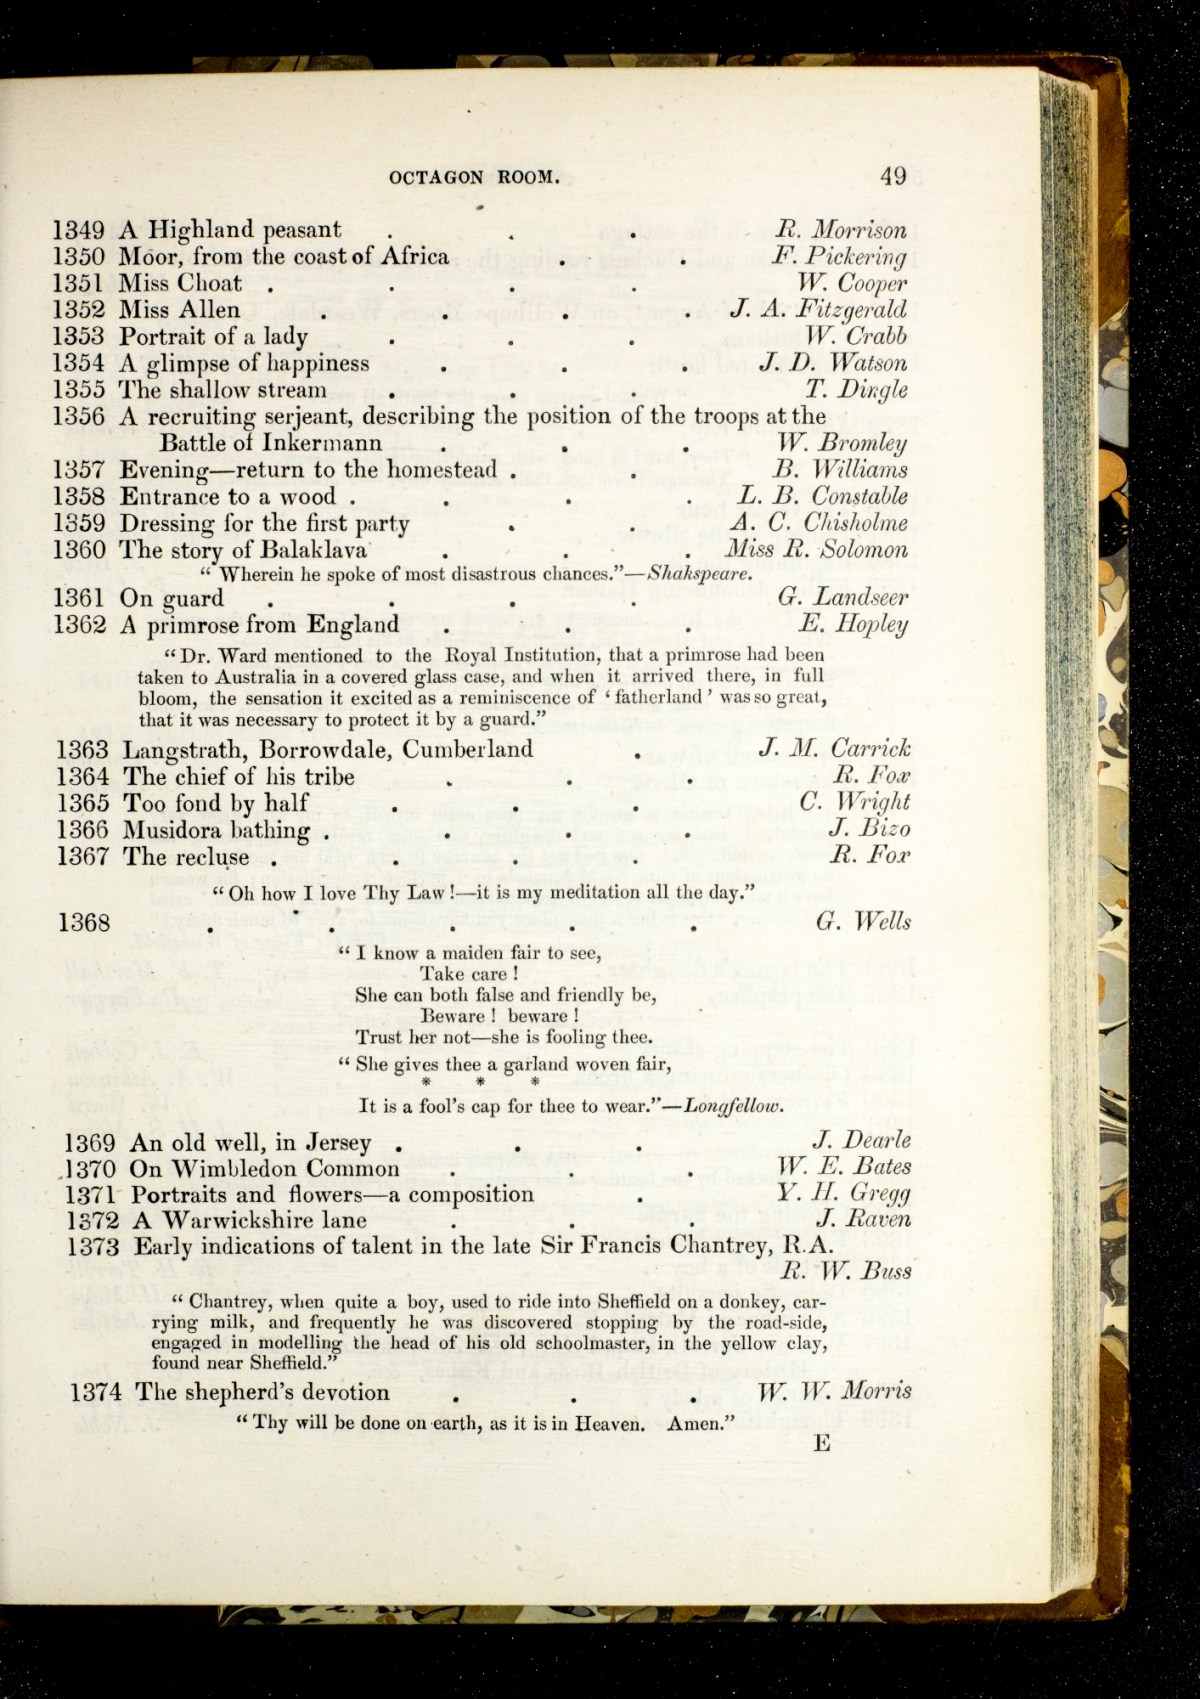 OCTAGON ROOM. 49
1349 A Highland peasant . . . R. Morrison
1350 Moor, from the coast of Africa . . F. Pickering
1351 Miss Choat . . . . W. Cooper
1352 Miss Allen . . . . J. A. Fitzgerald
1353 Portrait of a lady . . . W. Crabb
1354 A glimpse of happiness . . . J. D. Watson
1355 The shallow stream . . . T. Dingle
1356 A recruiting serjeant, describing the position of the troops at the
Battle of Inkermann . . . W. Bromley
1357 Evening—return to the homestead . . B. Williams
1358 Entrance to a wood . . . . L. B. Constable
1359 Dressing for the first party . . A. C. Chisholme
1360 The story of Balaklava . . . Miss R. Solomon
“ Wherein he spoke of most disastrous chances.”—Shakspeare.
1361 On guard . . . . G. Landseer
1362 A primrose from England . . . E. Hopley
“ Dr. Ward mentioned to the Royal Institution, that a primrose had been
taken to Australia in a covered glass case, and when it arrived there, in full
bloom, the sensation it excited as a reminiscence of ‘ fatherland ’ was so great,
that it was necessary to protect it by a guard.”
1363 Langstrath, Borrowdale, Cumberland . J. M. Carrick
1364 The chief of his tribe . . . R. Fox
1365 Too fond by half . . . C. Wright
1366 Musidora bathing . . . . J. Bizo
1367 The recluse . . . . R. Fox
“ Oh how I love Thy Law !—it is my meditation all the day.”
1368 . . . . . G. Wells
“ I know a maiden fair to see,
Take care !
She can both false and friendly be,
Beware ! beware !
Trust her not—she is fooling thee.
“ She gives thee a garland woven fair,
* * *
It is a fool's cap for thee to wear.”—Longfellow.
1369 An old well, in Jersey . . . J. Dearle
1370 On Wimbledon Common . . . W. E. Bates
1371 Portraits and flowers—a composition . Y. H. Gregg
1372 A Warwickshire lane . . . J. Raven
1373 Early indications of talent in the late Sir Francis Chantrey, R.A.
R. W. Buss
“ Chantrey, when quite a boy, used to ride into Sheffield on a donkey, car-
rying milk, and frequently he was discovered stopping by the road-side,
engaged in modelling the head of his old schoolmaster, in the yellow clay,
found near Sheffield.”
1374 The shepherd's devotion . . . W. W. Morris
“ Thy will be done on earth, as it is in Heaven. Amen.”
E